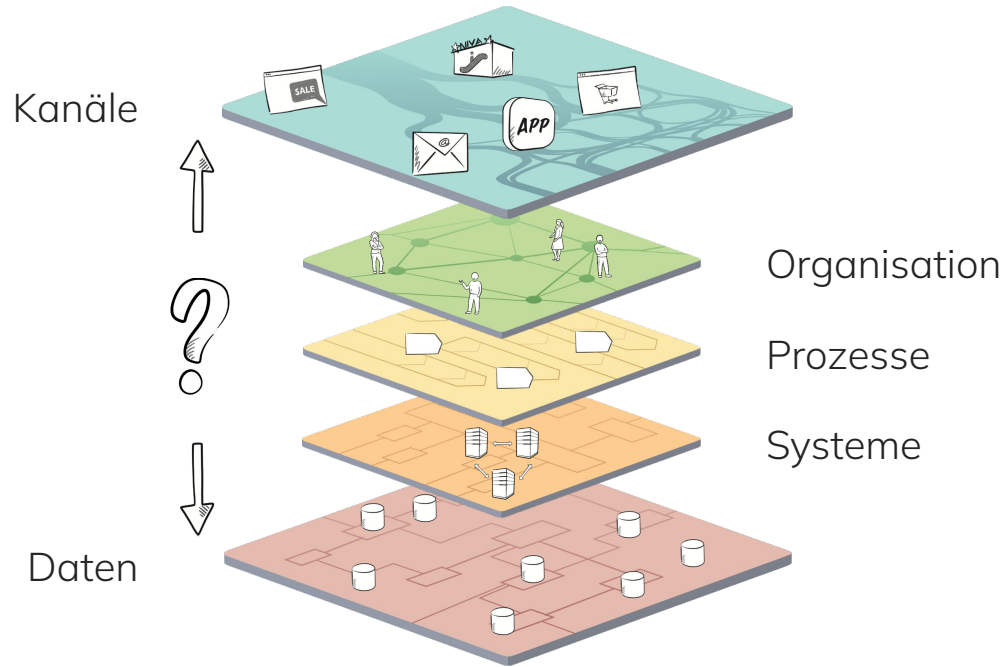 Kanäle
SALE
APP
@
?
Organisation
Prozesse
Systeme
Daten